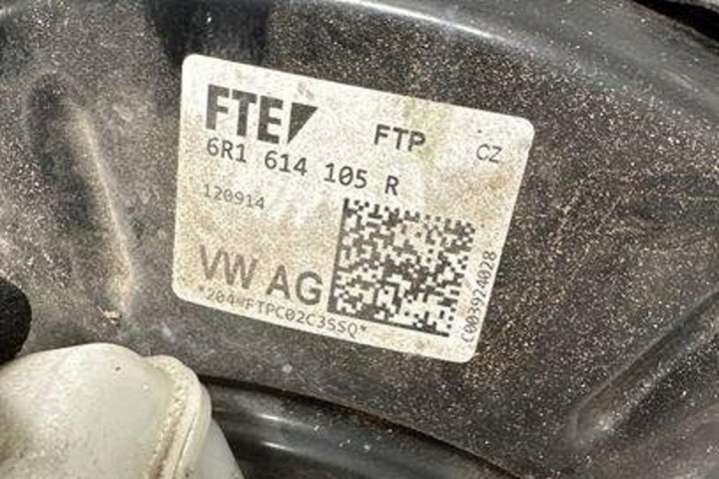 FTE
FTP
CZ
6R1 614 105 R
120914
VW AG
*204*FTPC02C35SQ*
C003924028